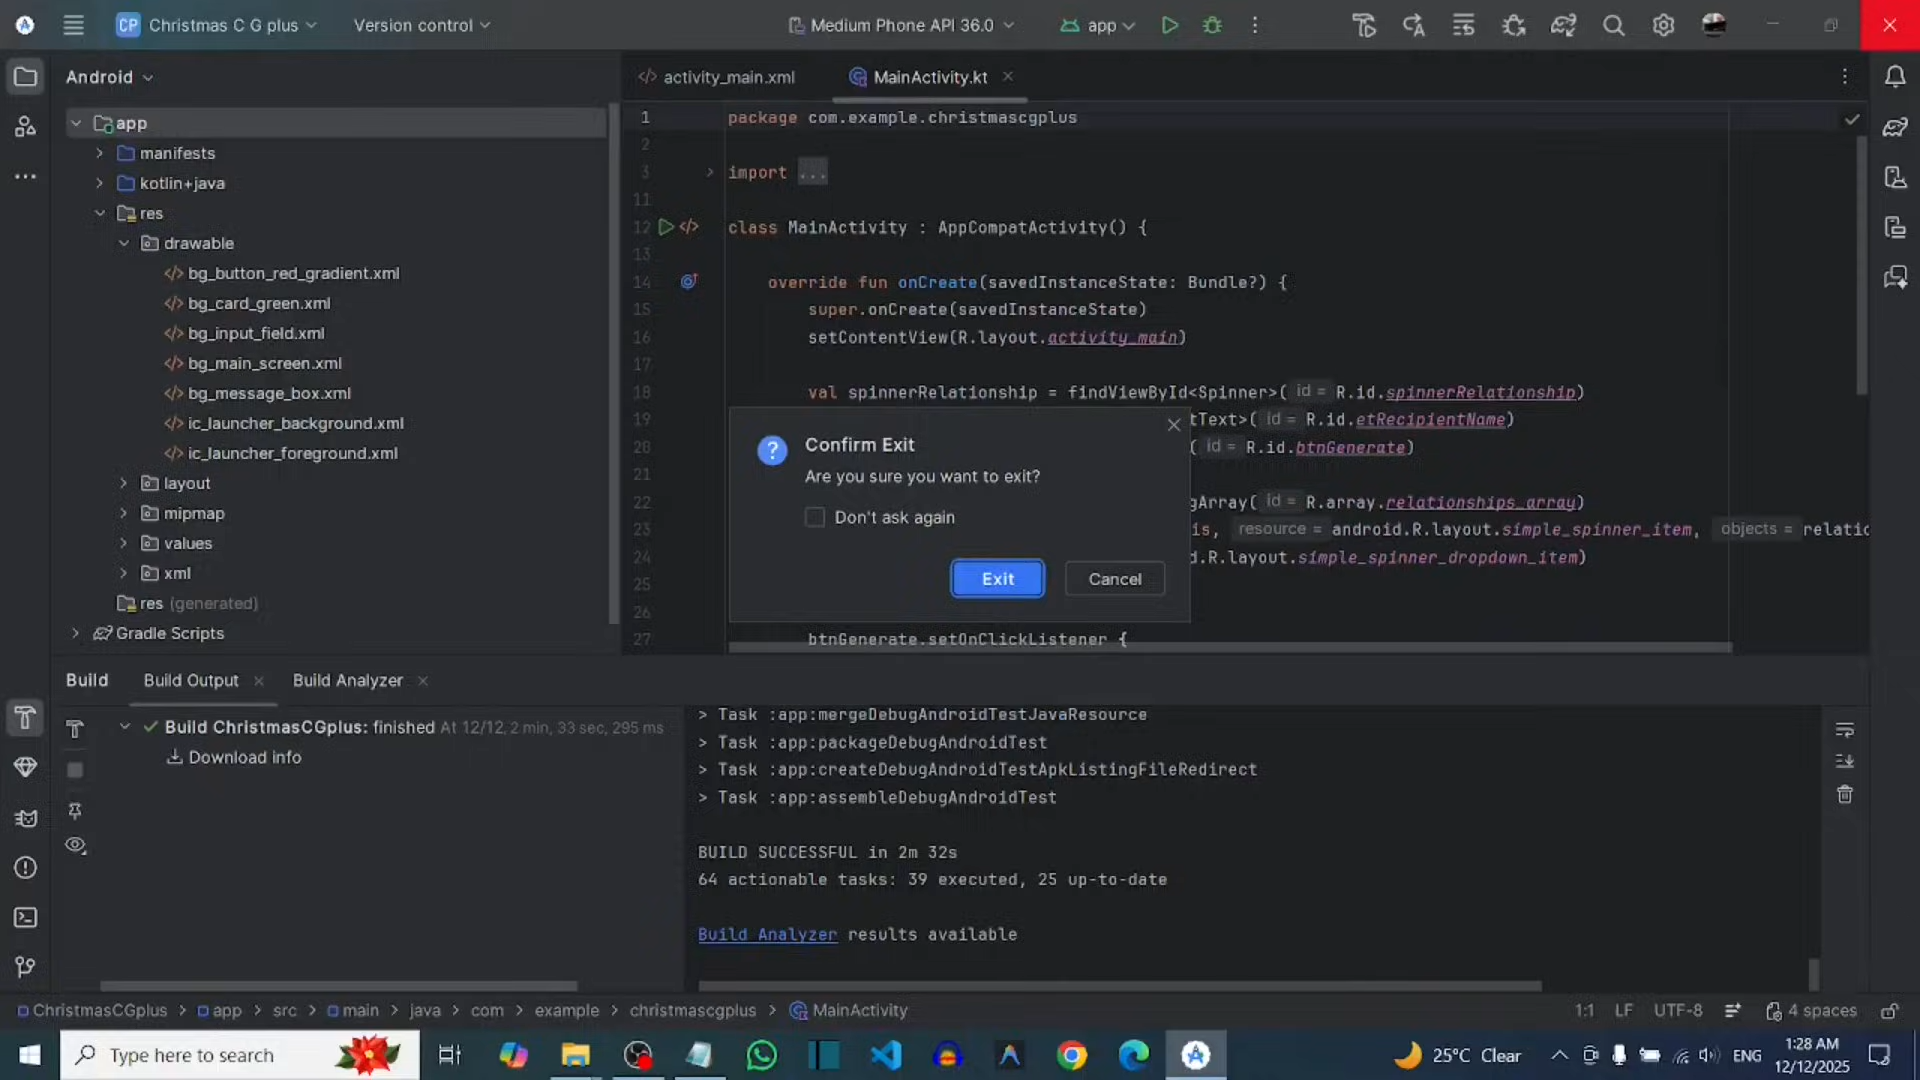 CP Christmas C G plus Version control Medium Phone API 36.0 app
Android
activity_main.xml MainActivity.kt
app
manifests
kotlin+java
res
drawable
bg_button_red_gradient.xml
bg_card_green.xml
bg_input_field.xml
bg_main_screen.xml
bg_message_box.xml
ic_launcher_background.xml
ic_launcher_foreground.xml
layout
mipmap
values
xml
res (generated)
Gradle Scripts
1 package com.example.christmascgplus
2
3 import ...
11
12 class MainActivity : AppCompatActivity() {
13
14 override fun onCreate(savedInstanceState: Bundle?) {
15 super.onCreate(savedInstanceState)
16 setContentView(R.layout.activity_main)
17
18 val spinnerRelationship = findViewById<Spinner>( id = R.id.spinnerRelationship)
19 tText>( id = R.id.etRecipientName)
20 ( id = R.id.btnGenerate)
21
22 gArray( id = R.array.relationships_array)
23 is, resource = android.R.layout.simple_spinner_item, objects = relatio
24 d.R.layout.simple_spinner_dropdown_item)
25
26
27 btnGenerate.setOnClickListener {
Confirm Exit
Are you sure you want to exit?
Don't ask again
Exit Cancel
Build Build Output Build Analyzer
Build ChristmasCGplus: finished At 12/12, 2 min, 33 sec, 295 ms
Download info
> Task :app:mergeDebugAndroidTestJavaResource
> Task :app:packageDebugAndroidTest
> Task :app:createDebugAndroidTestApkListingFileRedirect
> Task :app:assembleDebugAndroidTest
BUILD SUCCESSFUL in 2m 32s
64 actionable tasks: 39 executed, 25 up-to-date
Build Analyzer results available
ChristmasCGplus > app > src > main > java > com > example > christmascgplus > MainActivity 1:1 LF UTF-8 4 spaces
Type here to search 25°C Clear ENG 1:28 AM
12/12/2025